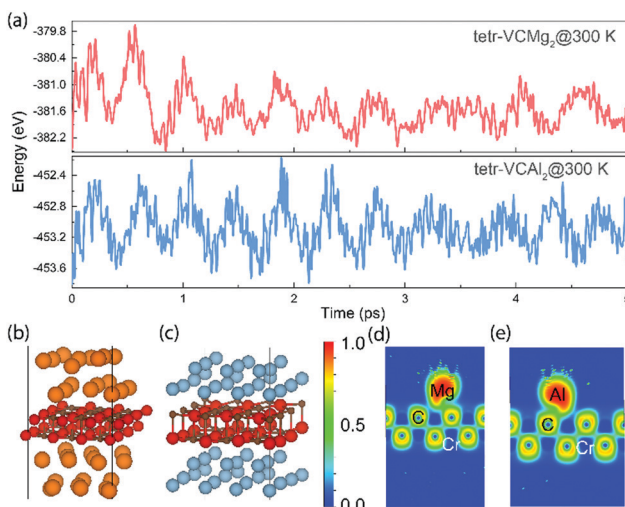 (a)
tetr-VCMg₂@300 K
-379.8
-380.4
-381.0
-381.6
-382.2
tetr-VCAl₂@300 K
-452.4
-452.8
-453.2
-453.6
Energy (eV)
0 1 2 3 4 5
Time (ps)
(b) (c) (d) (e)
1.0
0.5
0.0
Mg
C
Cr
Al
C
Cr